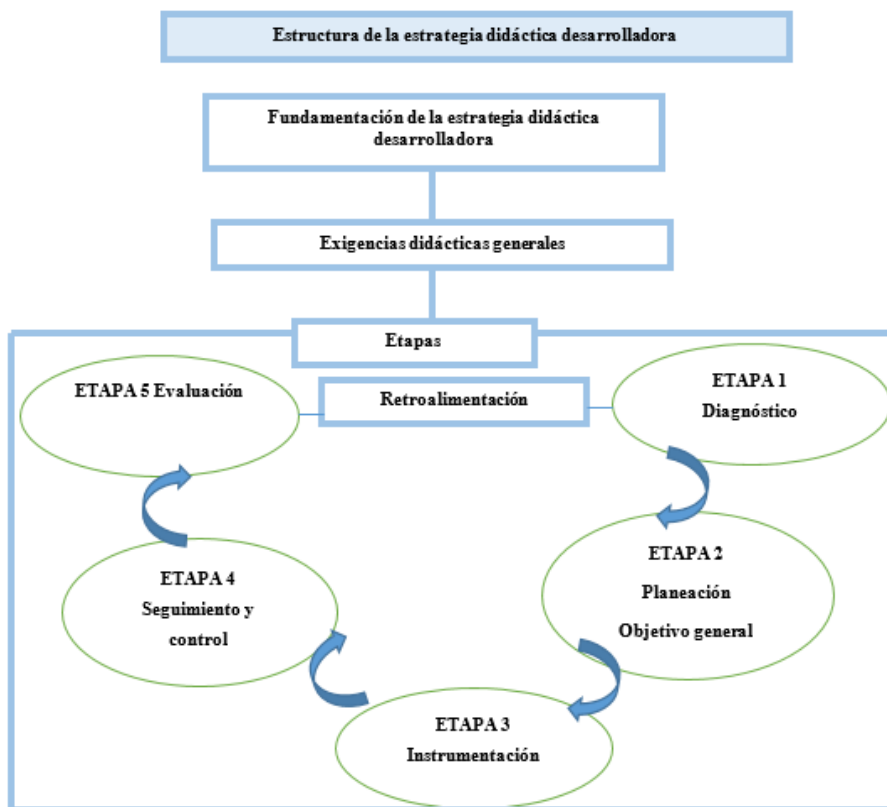 Estructura de la estrategia didáctica desarrolladora
Fundamentación de la estrategia didáctica
desarrolladora
Exigencias didácticas generales
Etapas
ETAPA 5 Evaluación
Retroalimentación
ETAPA 1
Diagnóstico
ETAPA 2
Planeación
Objetivo general
ETAPA 4
Seguimiento y
control
ETAPA 3
Instrumentación